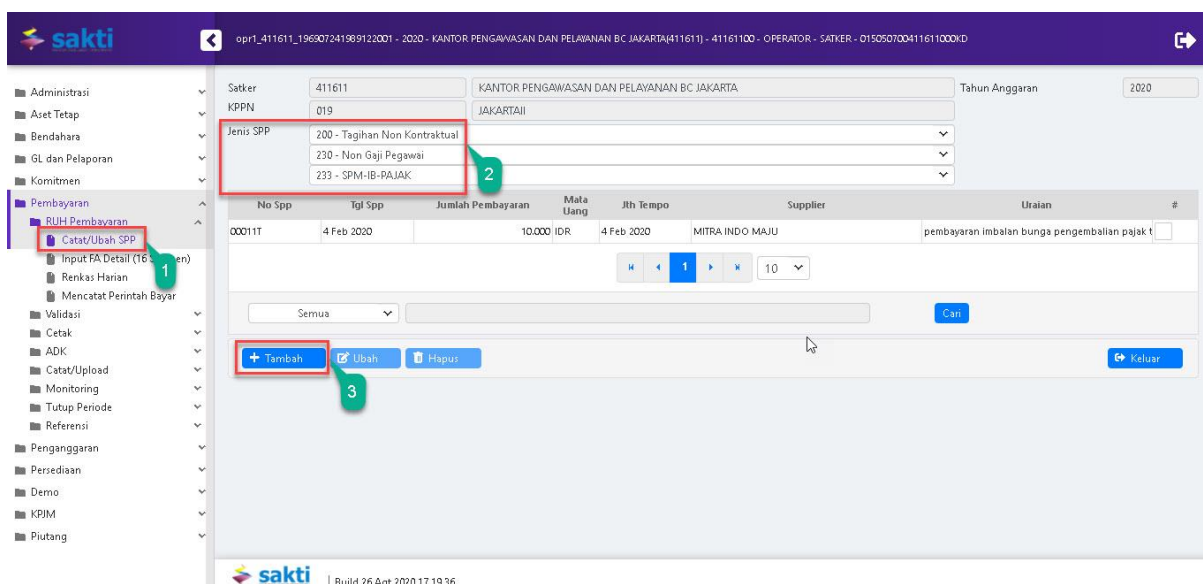 sakti
opr1_411611_196907241989122001 - 2020 - KANTOR PENGAWASAN DAN PELAYANAN BC JAKARTA(411611) - 41161100 - OPERATOR - SATKER - 015050700411611000KD
Administrasi
Aset Tetap
Bendahara
GL dan Pelaporan
Komitmen
Pembayaran
RUH Pembayaran
Catat/Ubah SPP
Input FA Detail (16 en)
Renkas Harian
Mencatat Perintah Bayar
Validasi
Cetak
ADK
Catat/Upload
Monitoring
Tutup Periode
Referensi
Penganggaran
Persediaan
Demo
KPJM
Piutang
1
Satker 411611 KANTOR PENGAWASAN DAN PELAYANAN BC JAKARTA Tahun Anggaran 2020
KPPN 019 JAKARTAII
Jenis SPP 200 - Tagihan Non Kontraktual
230 - Non Gaji Pegawai
233 - SPM-IB-PAJAK
2
No Spp Tgl Spp Jumlah Pembayaran Mata Uang Jth Tempo Supplier Uraian #
00011T 4 Feb 2020 10.000 IDR 4 Feb 2020 MITRA INDO MAJU pembayaran imbalan bunga pengembalian pajak t
1 10
Semua Cari
+ Tambah Ubah Hapus Keluar
3
sakti | Build 26 Agt 2020 17.19.36